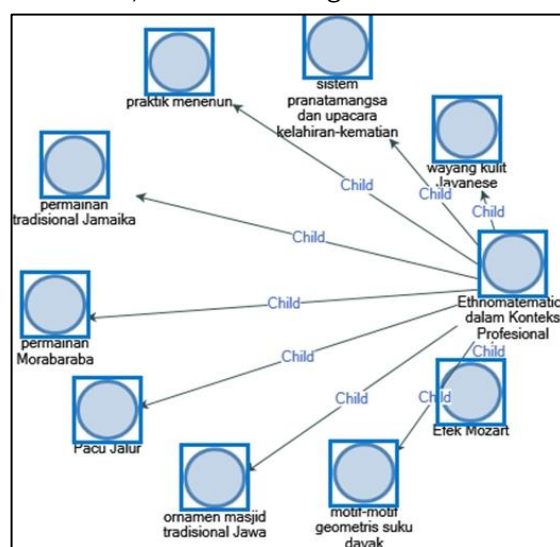 praktik menenun
sistem
pranatamangsa
dan upacara
kelahiran-kematian
wayang kulit
Javanese
Child
Child
Child
permainan
tradisional Jamaika
Child
Ethnomatematic
dalam Konteks
Profesional
Child
permainan
Morabaraba
Child
Child
Child
Child
Pacu Jalur
Efek Mozart
ornamen masjid
tradisional Jawa
motif-motif
geometris suku
dayak